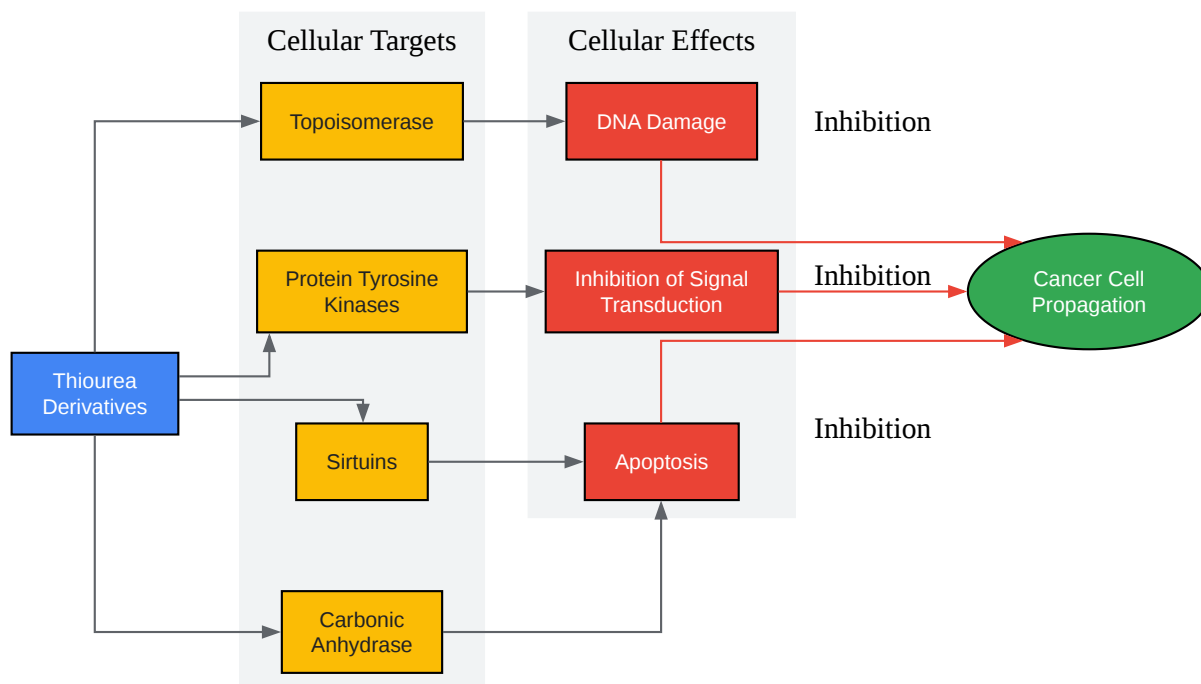 Cellular Targets
Cellular Effects
Topoisomerase
DNA Damage
Inhibition
Protein Tyrosine
Kinases
Inhibition of Signal
Transduction
Inhibition
Cancer Cell
Propagation
Thiourea
Derivatives
Sirtuins
Apoptosis
Inhibition
Carbonic
Anhydrase